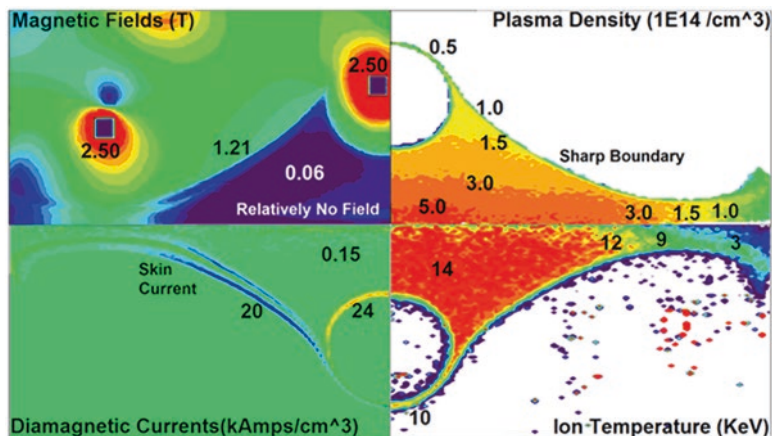 Magnetic Fields (T)
2.50
2.50
1.21
0.06
Relatively No Field
Plasma Density (1E14 /cm^3)
0.5
1.0
1.5
Sharp Boundary
3.0
5.0
3.0
1.5
1.0
0.15
Skin
Current
20
24
Diamagnetic Currents(kAmps/cm^3)
12
9
3
14
10
Ion Temperature (KeV)